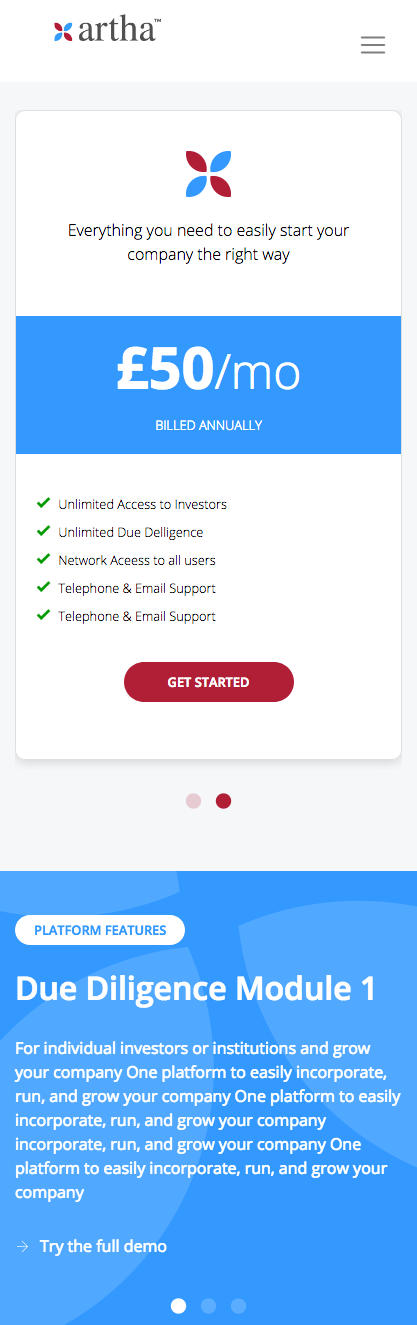 artha™
Everything you need to easily start your
company the right way
£50/mo
BILLED ANNUALLY
Unlimited Access to Investors
Unlimited Due Delligence
Network Aceess to all users
Telephone & Email Support
Telephone & Email Support
GET STARTED
PLATFORM FEATURES
Due Diligence Module 1
For individual investors or institutions and grow
your company One platform to easily incorporate,
run, and grow your company One platform to easily
incorporate, run, and grow your company
incorporate, run, and grow your company One
platform to easily incorporate, run, and grow your
company
Try the full demo